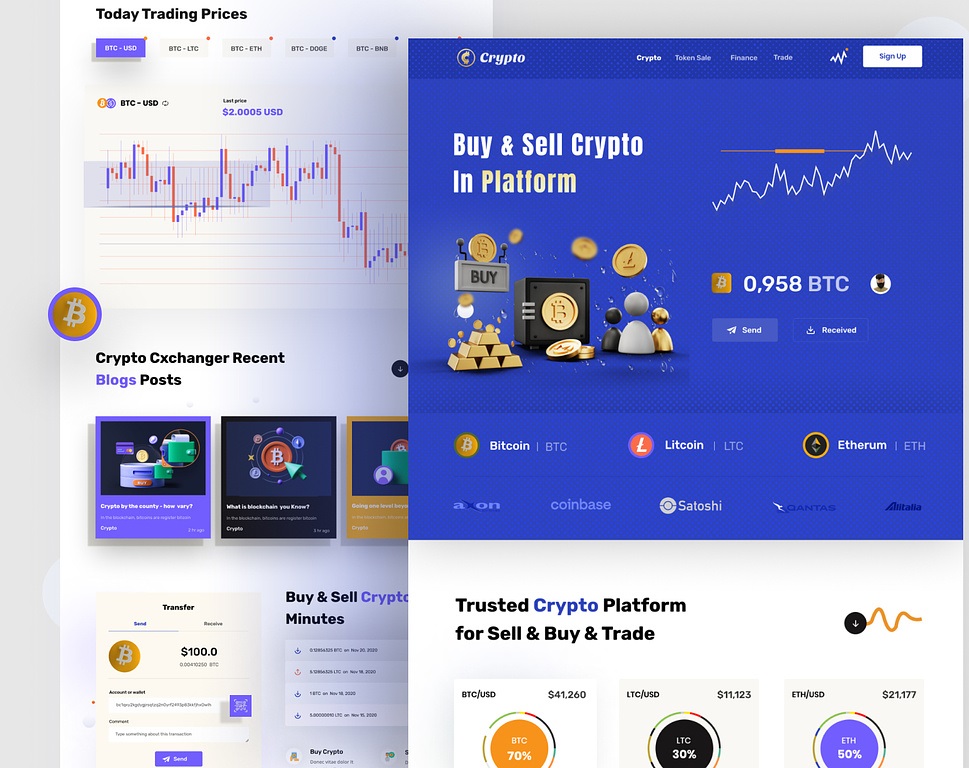 Today Trading Prices
BTC - USD
BTC - LTC
BTC - ETH
BTC - DOGE
BTC - BNB
BTC - USD
Last price
$2.0005 USD
Crypto Cxchanger Recent
Blogs Posts
BUY
Crypto by the county - how vary?
In the blockchain, bitcoins are register bitcoin
Crypto
2 hr ago
What is blockchain you Know?
In the blockchain, bitcoins are register bitcoin
Crypto
3 hr ago
Going one level beyo
In the blockchain, bitcoin
Crypto
Transfer
Send
Receive
$100.0
0.00410250 BTC
Account or wallet
Comment
Type something about this transaction
Send
Buy & Sell Crypto
Minutes
0.12856325 BTC on Nov 20, 2020
5.12856325 LTC on Nov 19, 2020
1 BTC on Nov 18, 2020
5.00000010 LTC on Nov 15, 2020
Buy Crypto
Donec vitae dolor it
S
Crypto
Crypto
Token Sale
Finance
Trade
Sign Up
Buy & Sell Crypto
In Platform
BUY
0,958 BTC
Send
Received
Bitcoin | BTC
Litcoin | LTC
Etherum | ETH
axon
coinbase
Satoshi
QANTAS
Alitalia
Trusted Crypto Platform
for Sell & Buy & Trade
BTC/USD
$41,260
BTC
70%
LTC/USD
$11,123
LTC
30%
ETH/USD
$21,177
ETH
50%